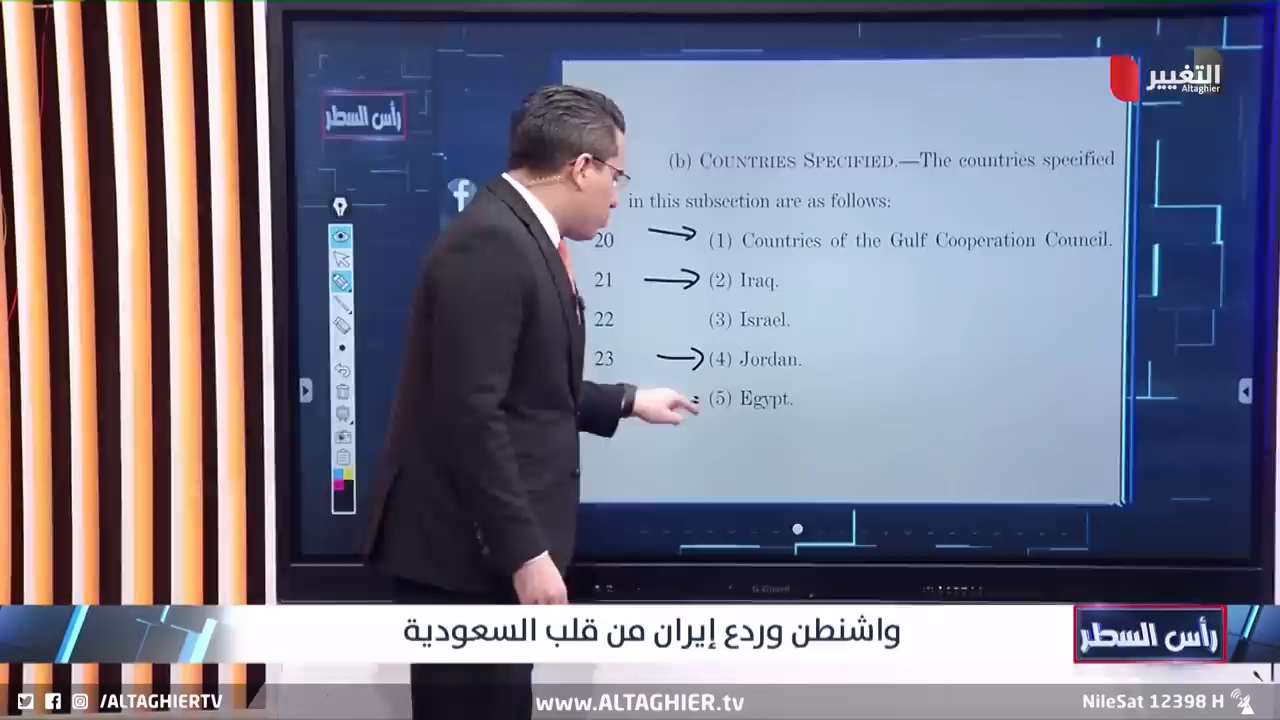 التغيير
Altaghier
رأس السطر
(b) COUNTRIES SPECIFIED.—The countries specified
in this subsection are as follows:
20 (1) Countries of the Gulf Cooperation Council.
21 (2) Iraq.
22 (3) Israel.
23 (4) Jordan.
(5) Egypt.
واشنطن وردع إيران من قلب السعودية
رأس السطر
/ALTAGHIERTV
www.ALTAGHIER.tv
NileSat 12398 H